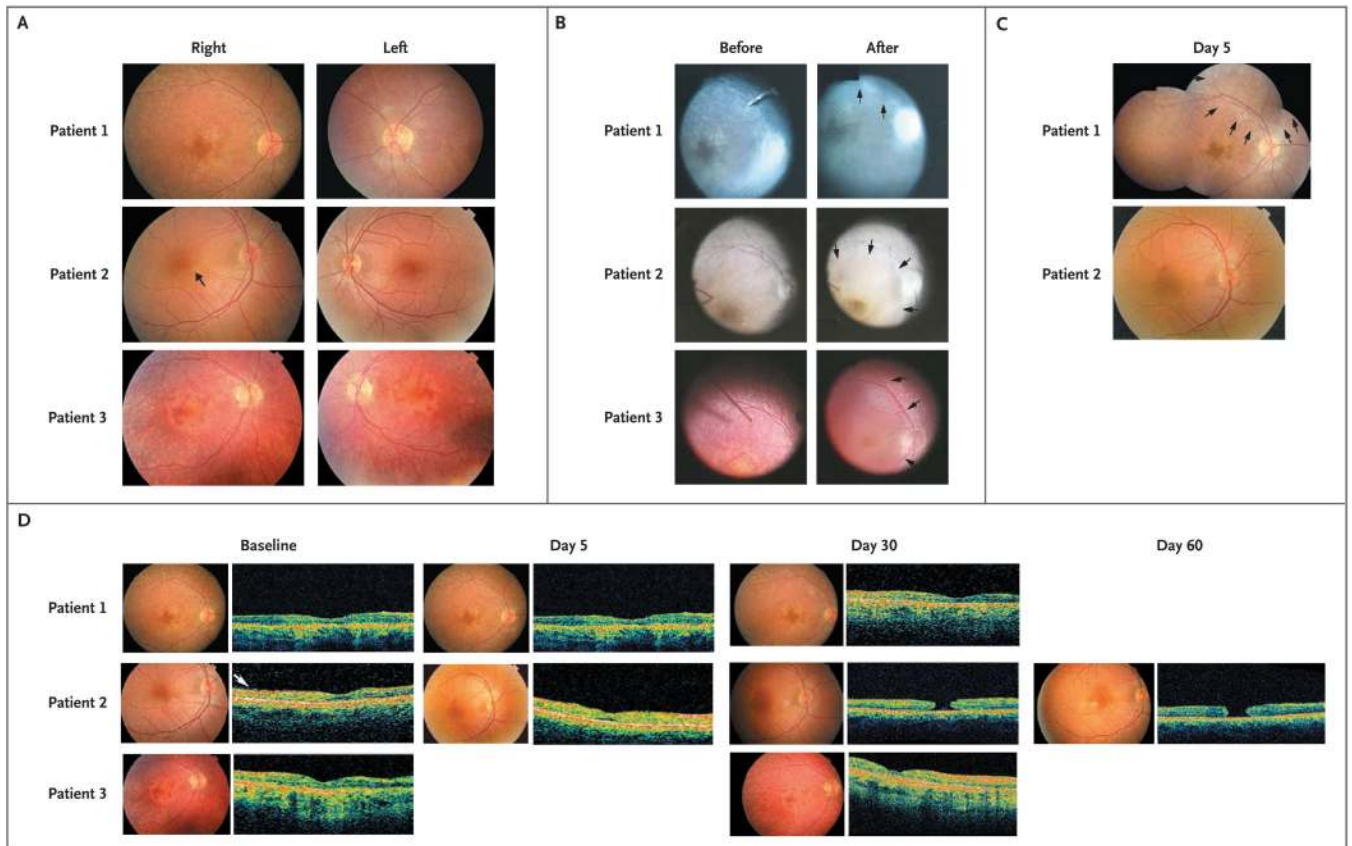 A
Right Left
Patient 1
Patient 2
Patient 3
B
Before After
Patient 1
Patient 2
Patient 3
C
Day 5
Patient 1
Patient 2
D
Baseline Day 5 Day 30 Day 60
Patient 1
Patient 2
Patient 3